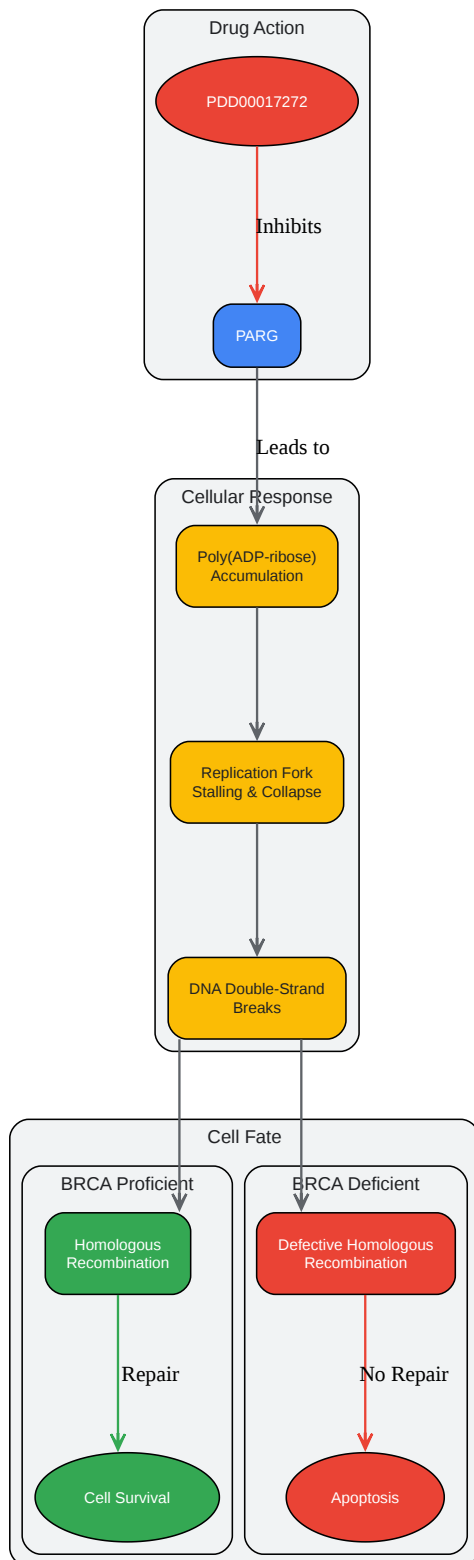 Drug Action
PDD00017272
Inhibits
PARG
Leads to
Cellular Response
Poly(ADP-ribose)
Accumulation
Replication Fork
Stalling & Collapse
DNA Double-Strand
Breaks
Cell Fate
BRCA Proficient
BRCA Deficient
Homologous
Recombination
Defective Homologous
Recombination
Repair
No Repair
Cell Survival
Apoptosis